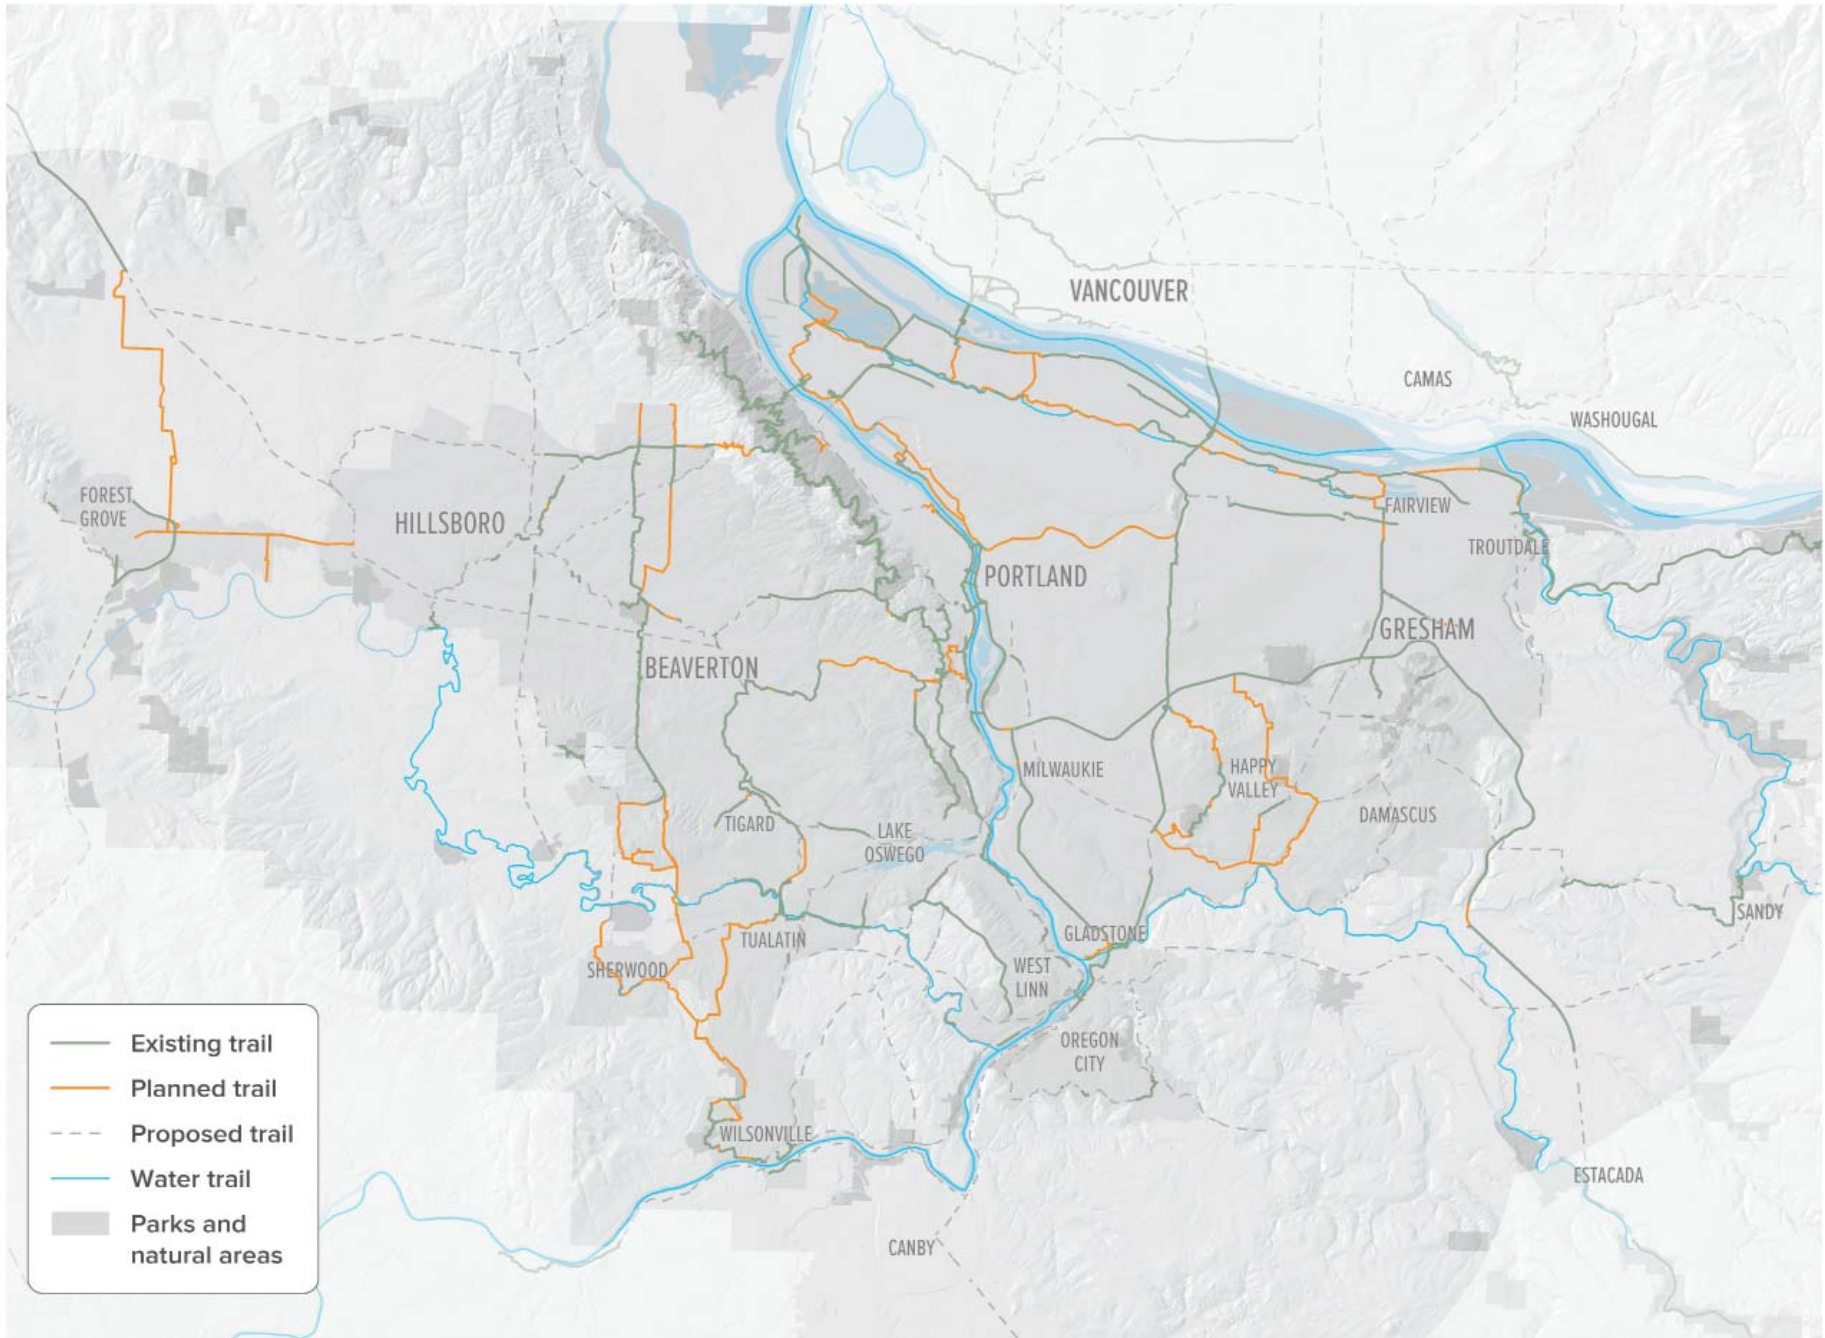 VANCOUVER
CAMAS
WASHOUGAL
FOREST
GROVE
HILLSBORO
FAIRVIEW
TROUTDALE
PORTLAND
GRESHAM
BEAVERTON
MILWAUKIE
HAPPY
VALLEY
DAMASCUS
TIGARD
LAKE
OSWEGO
SANDY
TUALATIN
GLADSTONE
SHERWOOD
WEST
LINN
OREGON
CITY
WILSONVILLE
ESTACADA
CANBY
Existing trail
Planned trail
Proposed trail
Water trail
Parks and
natural areas